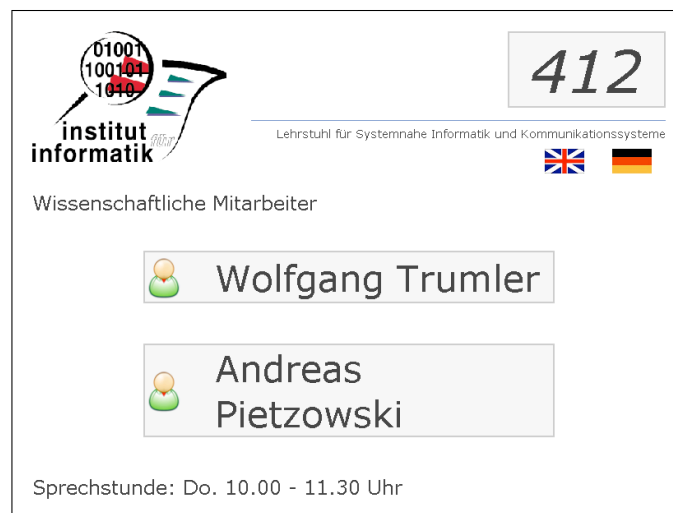 01001
100101
1010
institut für
informatik
412
Lehrstuhl für Systemnahe Informatik und Kommunikationssysteme
Wissenschaftliche Mitarbeiter
Wolfgang Trumler
Andreas
Pietzowski
Sprechstunde: Do. 10.00 - 11.30 Uhr